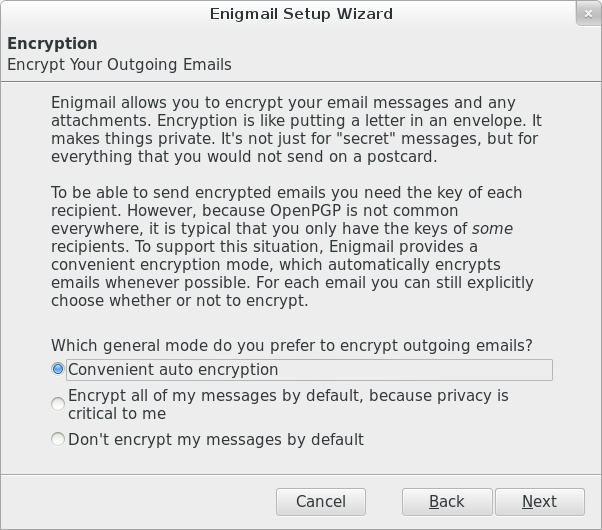 Enigmail Setup Wizard
Encryption
Encrypt Your Outgoing Emails
Enigmail allows you to encrypt your email messages and any
attachments. Encryption is like putting a letter in an envelope. It
makes things private. It's not just for "secret" messages, but for
everything that you would not send on a postcard.
To be able to send encrypted emails you need the key of each
recipient. However, because OpenPGP is not common
everywhere, it is typical that you only have the keys of some
recipients. To support this situation, Enigmail provides a
convenient encryption mode, which automatically encrypts
emails whenever possible. For each email you can still explicitly
choose whether or not to encrypt.
Which general mode do you prefer to encrypt outgoing emails?
Convenient auto encryption
Encrypt all of my messages by default, because privacy is
critical to me
Don't encrypt my messages by default
Cancel Back Next